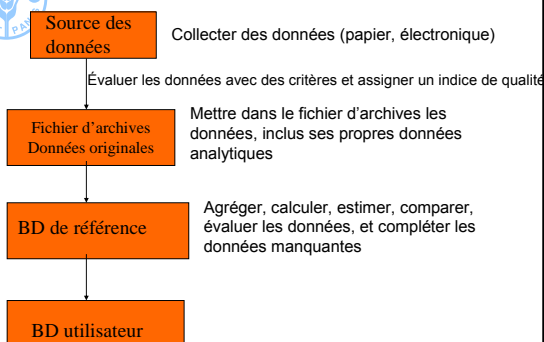 Source des
données
Collecter des données (papier, électronique)
Évaluer les données avec des critères et assigner un indice de qualité
Fichier d'archives
Données originales
Mettre dans le fichier d'archives les
données, inclus ses propres données
analytiques
BD de référence
Agréger, calculer, estimer, comparer,
évaluer les données, et compléter les
données manquantes
BD utilisateur